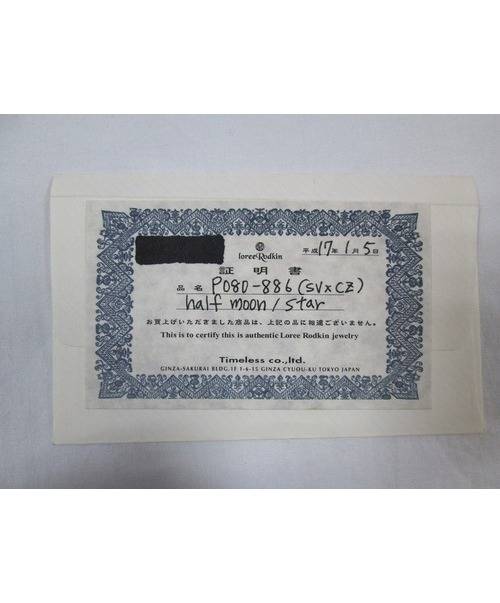 loree Rodkin
平成17年1月5日
証明書
品名 P080-886(SV×CZ)
half moon/star
お買上げいただきました商品は、上記の品に相違ございません。
This is to certify this is authentic Loree Rodkin jewelry
Timeless co.,ltd.
GINZA-SAKURAI BLDG.1F 1-6-15 GINZA CYUOU-KU TOKYO JAPAN